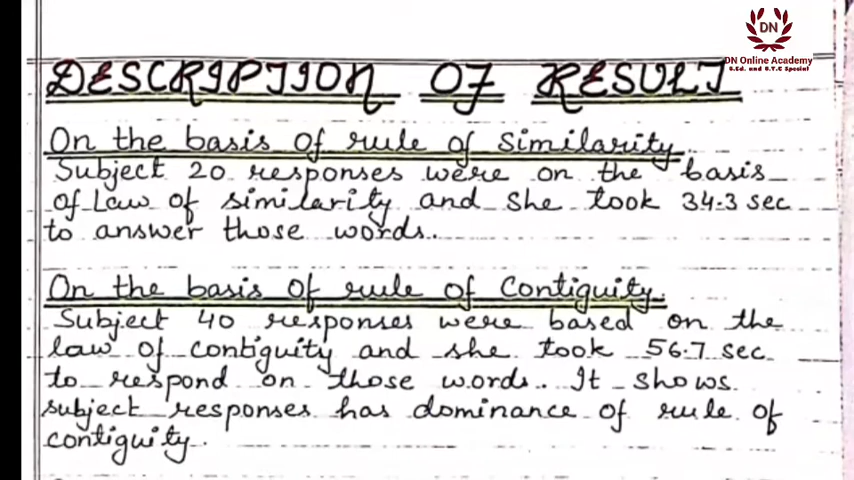 DN
DN Online Academy
B.Ed. and B.T.C Special
DESCRIPTION OF RESULT
On the basis of rule of Similarity
Subject 20 responses were on the basis
of Law of similarity and she took 34.3 sec
to answer those words.
On the basis of rule of Contiguity.
Subject 40 responses were based on the
law of contiguity and she took 56.7 sec
to respond on those words. It shows
subject responses has dominance of rule of
contiguity.